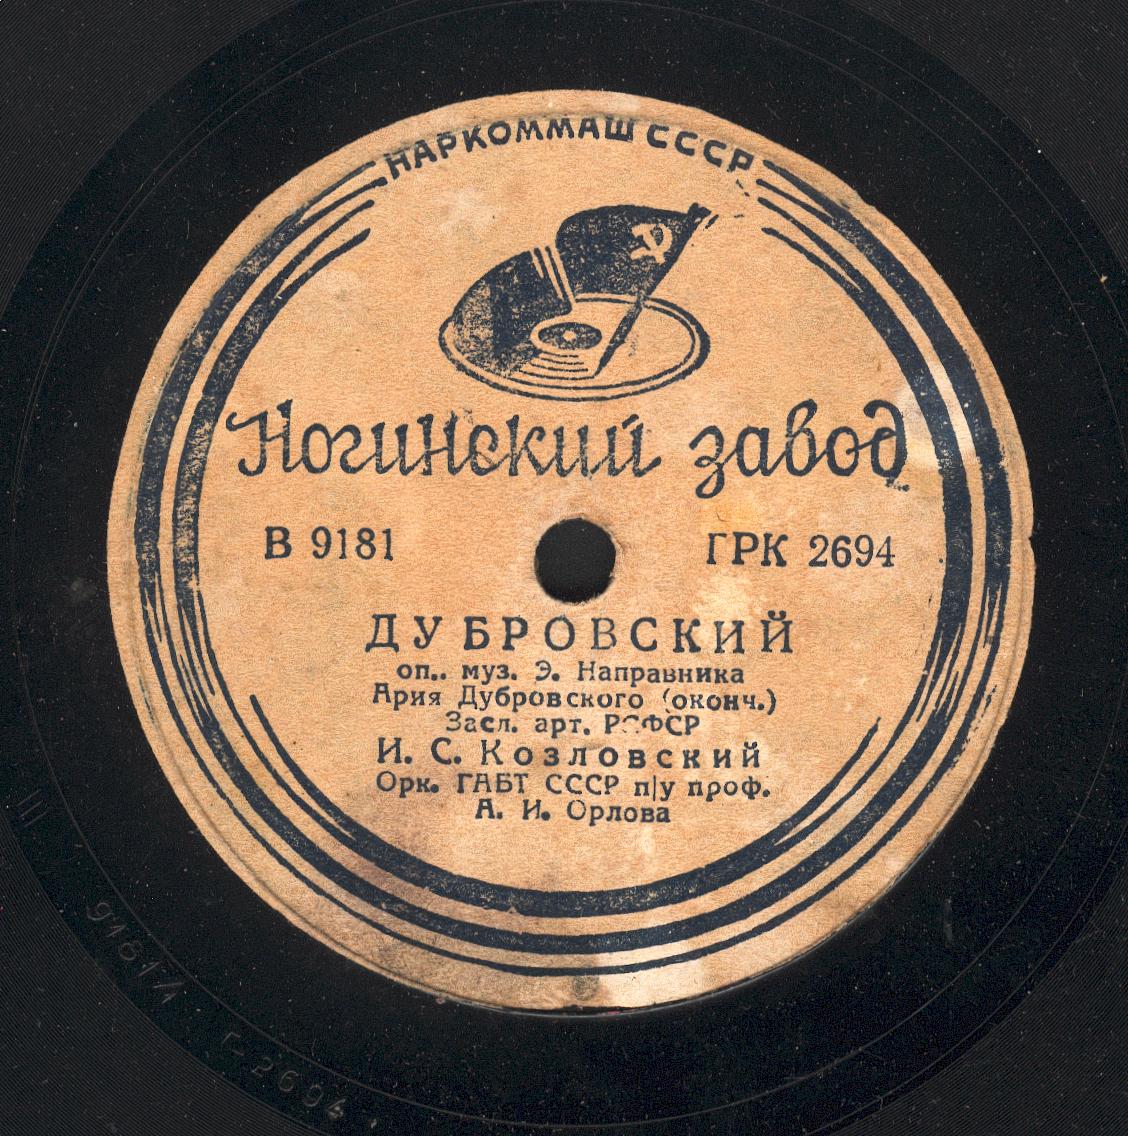 НАРКОММАШ СССР
Ногинский завод
В 9181
ГРК 2694
ДУБРОВСКИЙ
оп.. муз. Э. Направника
Ария Дубровского (оконч.)
Засл. арт. РСФСР
И. С. Козловский
Орк. ГАБТ СССР п/у проф.
А. И. Орлова
г-2694